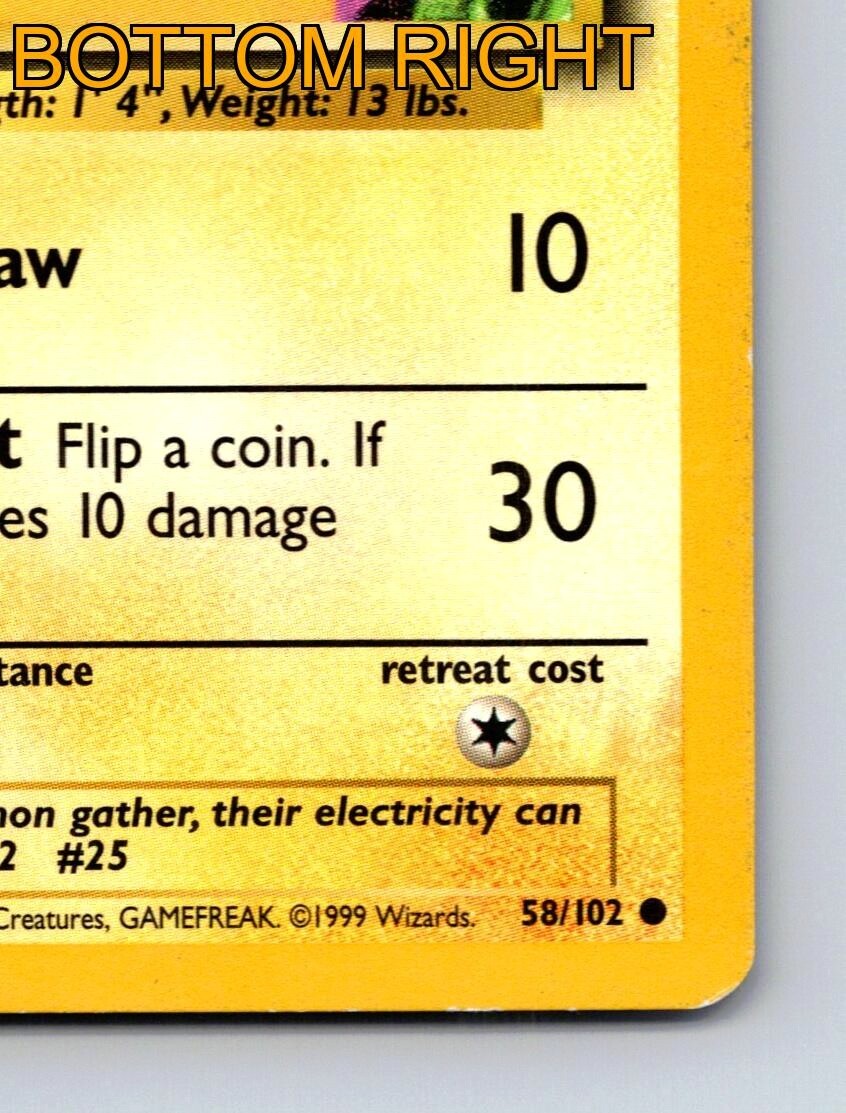 BOTTOM RIGHT
gth: 1' 4", Weight: 13 lbs.
aw 10
t Flip a coin. If
es 10 damage 30
tance retreat cost
non gather, their electricity can
2 #25
Creatures, GAMEFREAK. ©1999 Wizards. 58/102 ●